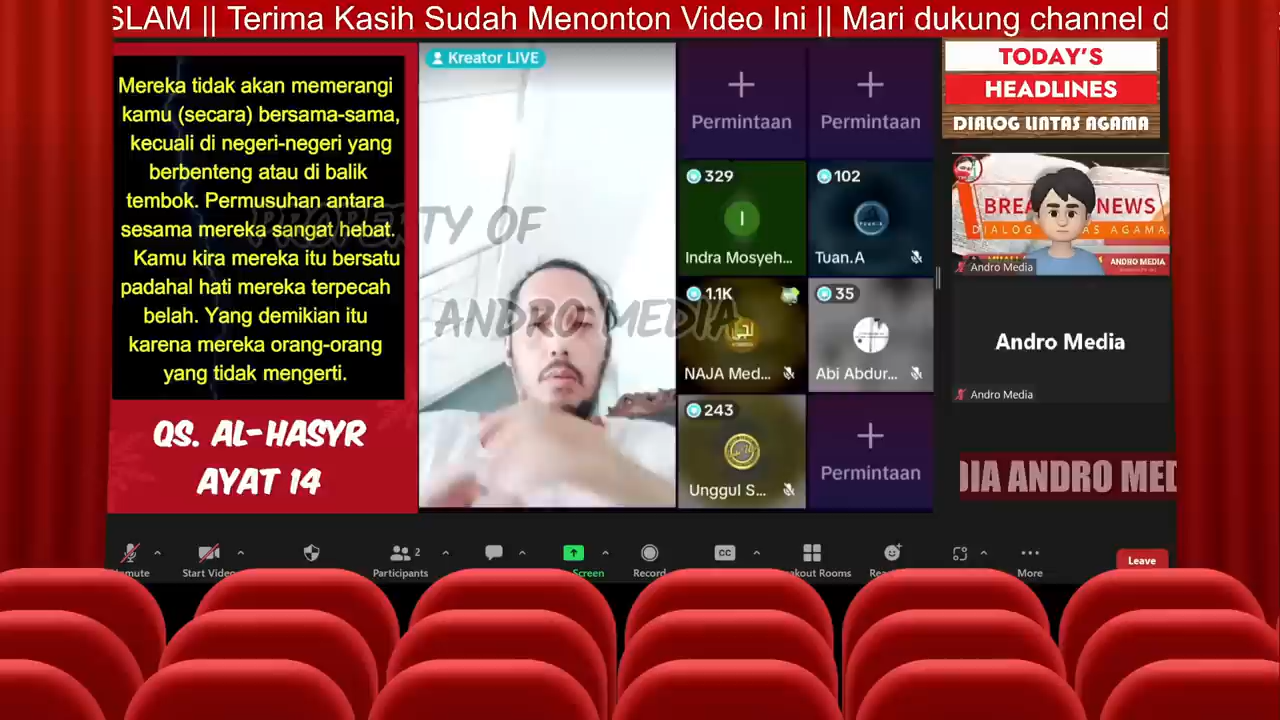 SLAM || Terima Kasih Sudah Menonton Video Ini || Mari dukung channel d
Mereka tidak akan memerangi
kamu (secara) bersama-sama,
kecuali di negeri-negeri yang
berbenteng atau di balik
tembok. Permusuhan antara
sesama mereka sangat hebat.
Kamu kira mereka itu bersatu
padahal hati mereka terpecah
belah. Yang demikian itu
karena mereka orang-orang
yang tidak mengerti.
QS. AL-HASYR
AYAT 14
Kreator LIVE
PROPERTY OF
ANDRO MEDIA
Permintaan
Permintaan
329
Indra Mosyeh...
102
Tuan.A
1.1K
NAJA Med...
35
Abi Abdur...
243
Unggul S...
Permintaan
TODAY'S
HEADLINES
DIALOG LINTAS AGAMA
NEWS
ANDRO MEDIA
Andro Media
Andro Media
Andro Media
DIA ANDRO MED
mute
Start Video
Participants
2
Screen
Record
CC
akout Rooms
More
Leave